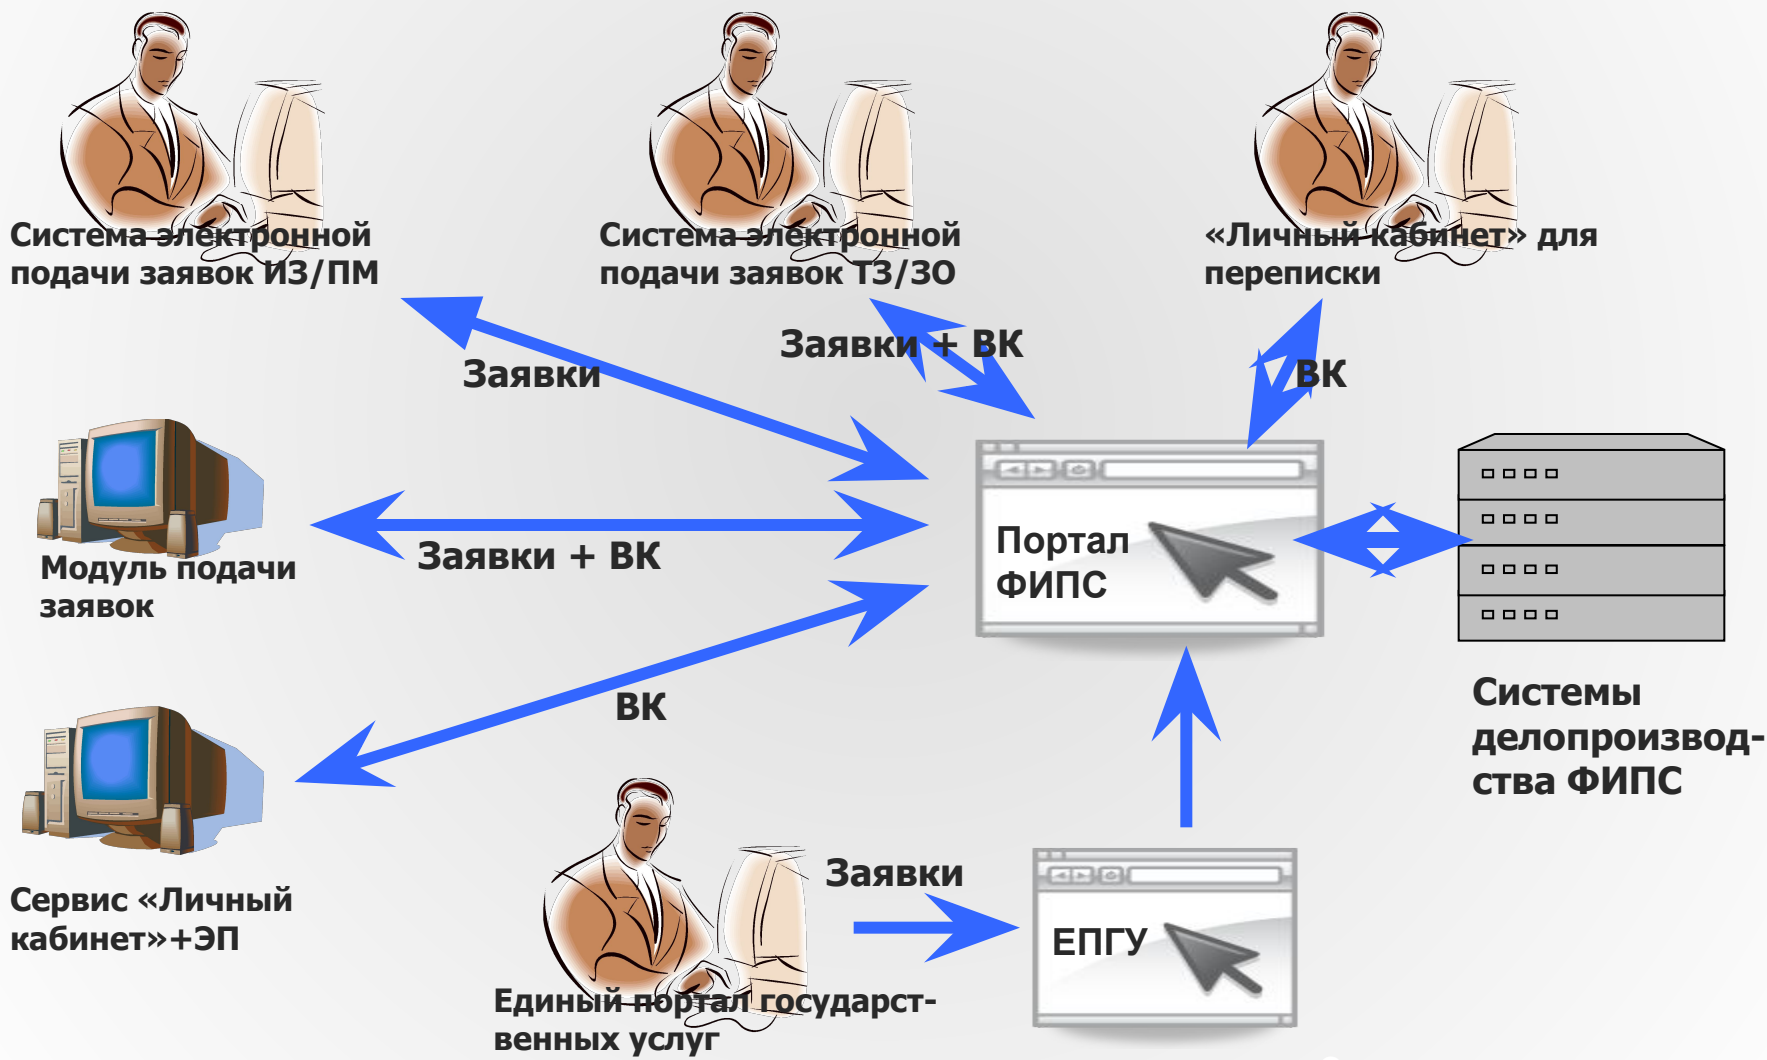 Система электронной
подачи заявок ИЗ/ПМ
Система электронной
подачи заявок ТЗ/ЗО
«Личный кабинет» для
переписки
Заявки
Заявки + ВК
ВК
Модуль подачи
заявок
Заявки + ВК
Портал
ФИПС
ВК
Системы
делопроизвод-
ства ФИПС
Сервис «Личный
кабинет»+ЭП
Заявки
ЕПГУ
Единый портал государст-
венных услуг